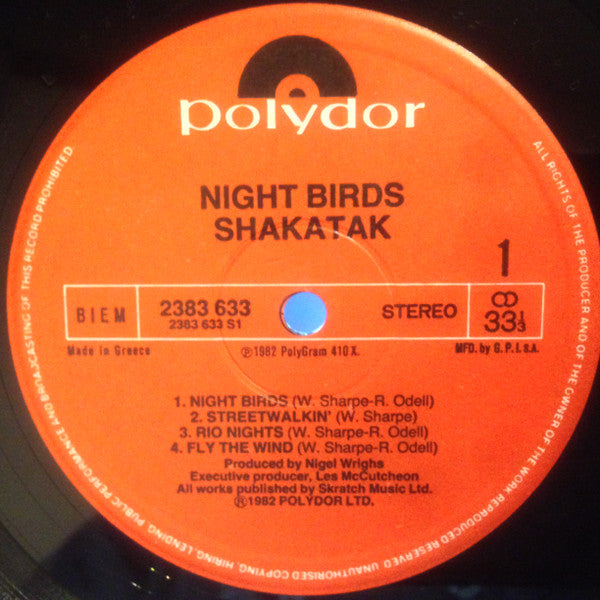 polydor
NIGHT BIRDS
SHAKATAK
1
BIEM
2383 633
2383 633 S1
STEREO
33⅓
Made in Greece
Ⓟ1982 PolyGram 410 X.
MFD. by G. P. I. s.A.
1. NIGHT BIRDS (W. Sharpe-R. Odell)
2. STREETWALKIN' (W. Sharpe)
3. RIO NIGHTS (W. Sharpe-R. Odell)
4. FLY THE WIND (W. Sharpe-R. Odell)
Produced by Nigel Wrighs
Executive producer, Les McCutcheon
All works published by Skratch Music Ltd.
Ⓟ1982 POLYDOR LTD.
ALL RIGHTS OF THE PRODUCER AND OF THE OWNER OF THE WORK REPRODUCED RESERVED UNAUTHORISED COPYING, HIRING, LENDING, PUBLIC PERFORMANCE AND BROADCASTING OF THIS RECORD PROHIBITED.